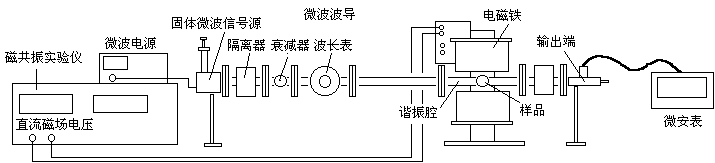 固体微波信号源
微波波导
电磁铁
微波电源
隔离器
衰减器
波长表
输出端
磁共振实验仪
谐振腔
样品
直流磁场电压
微安表